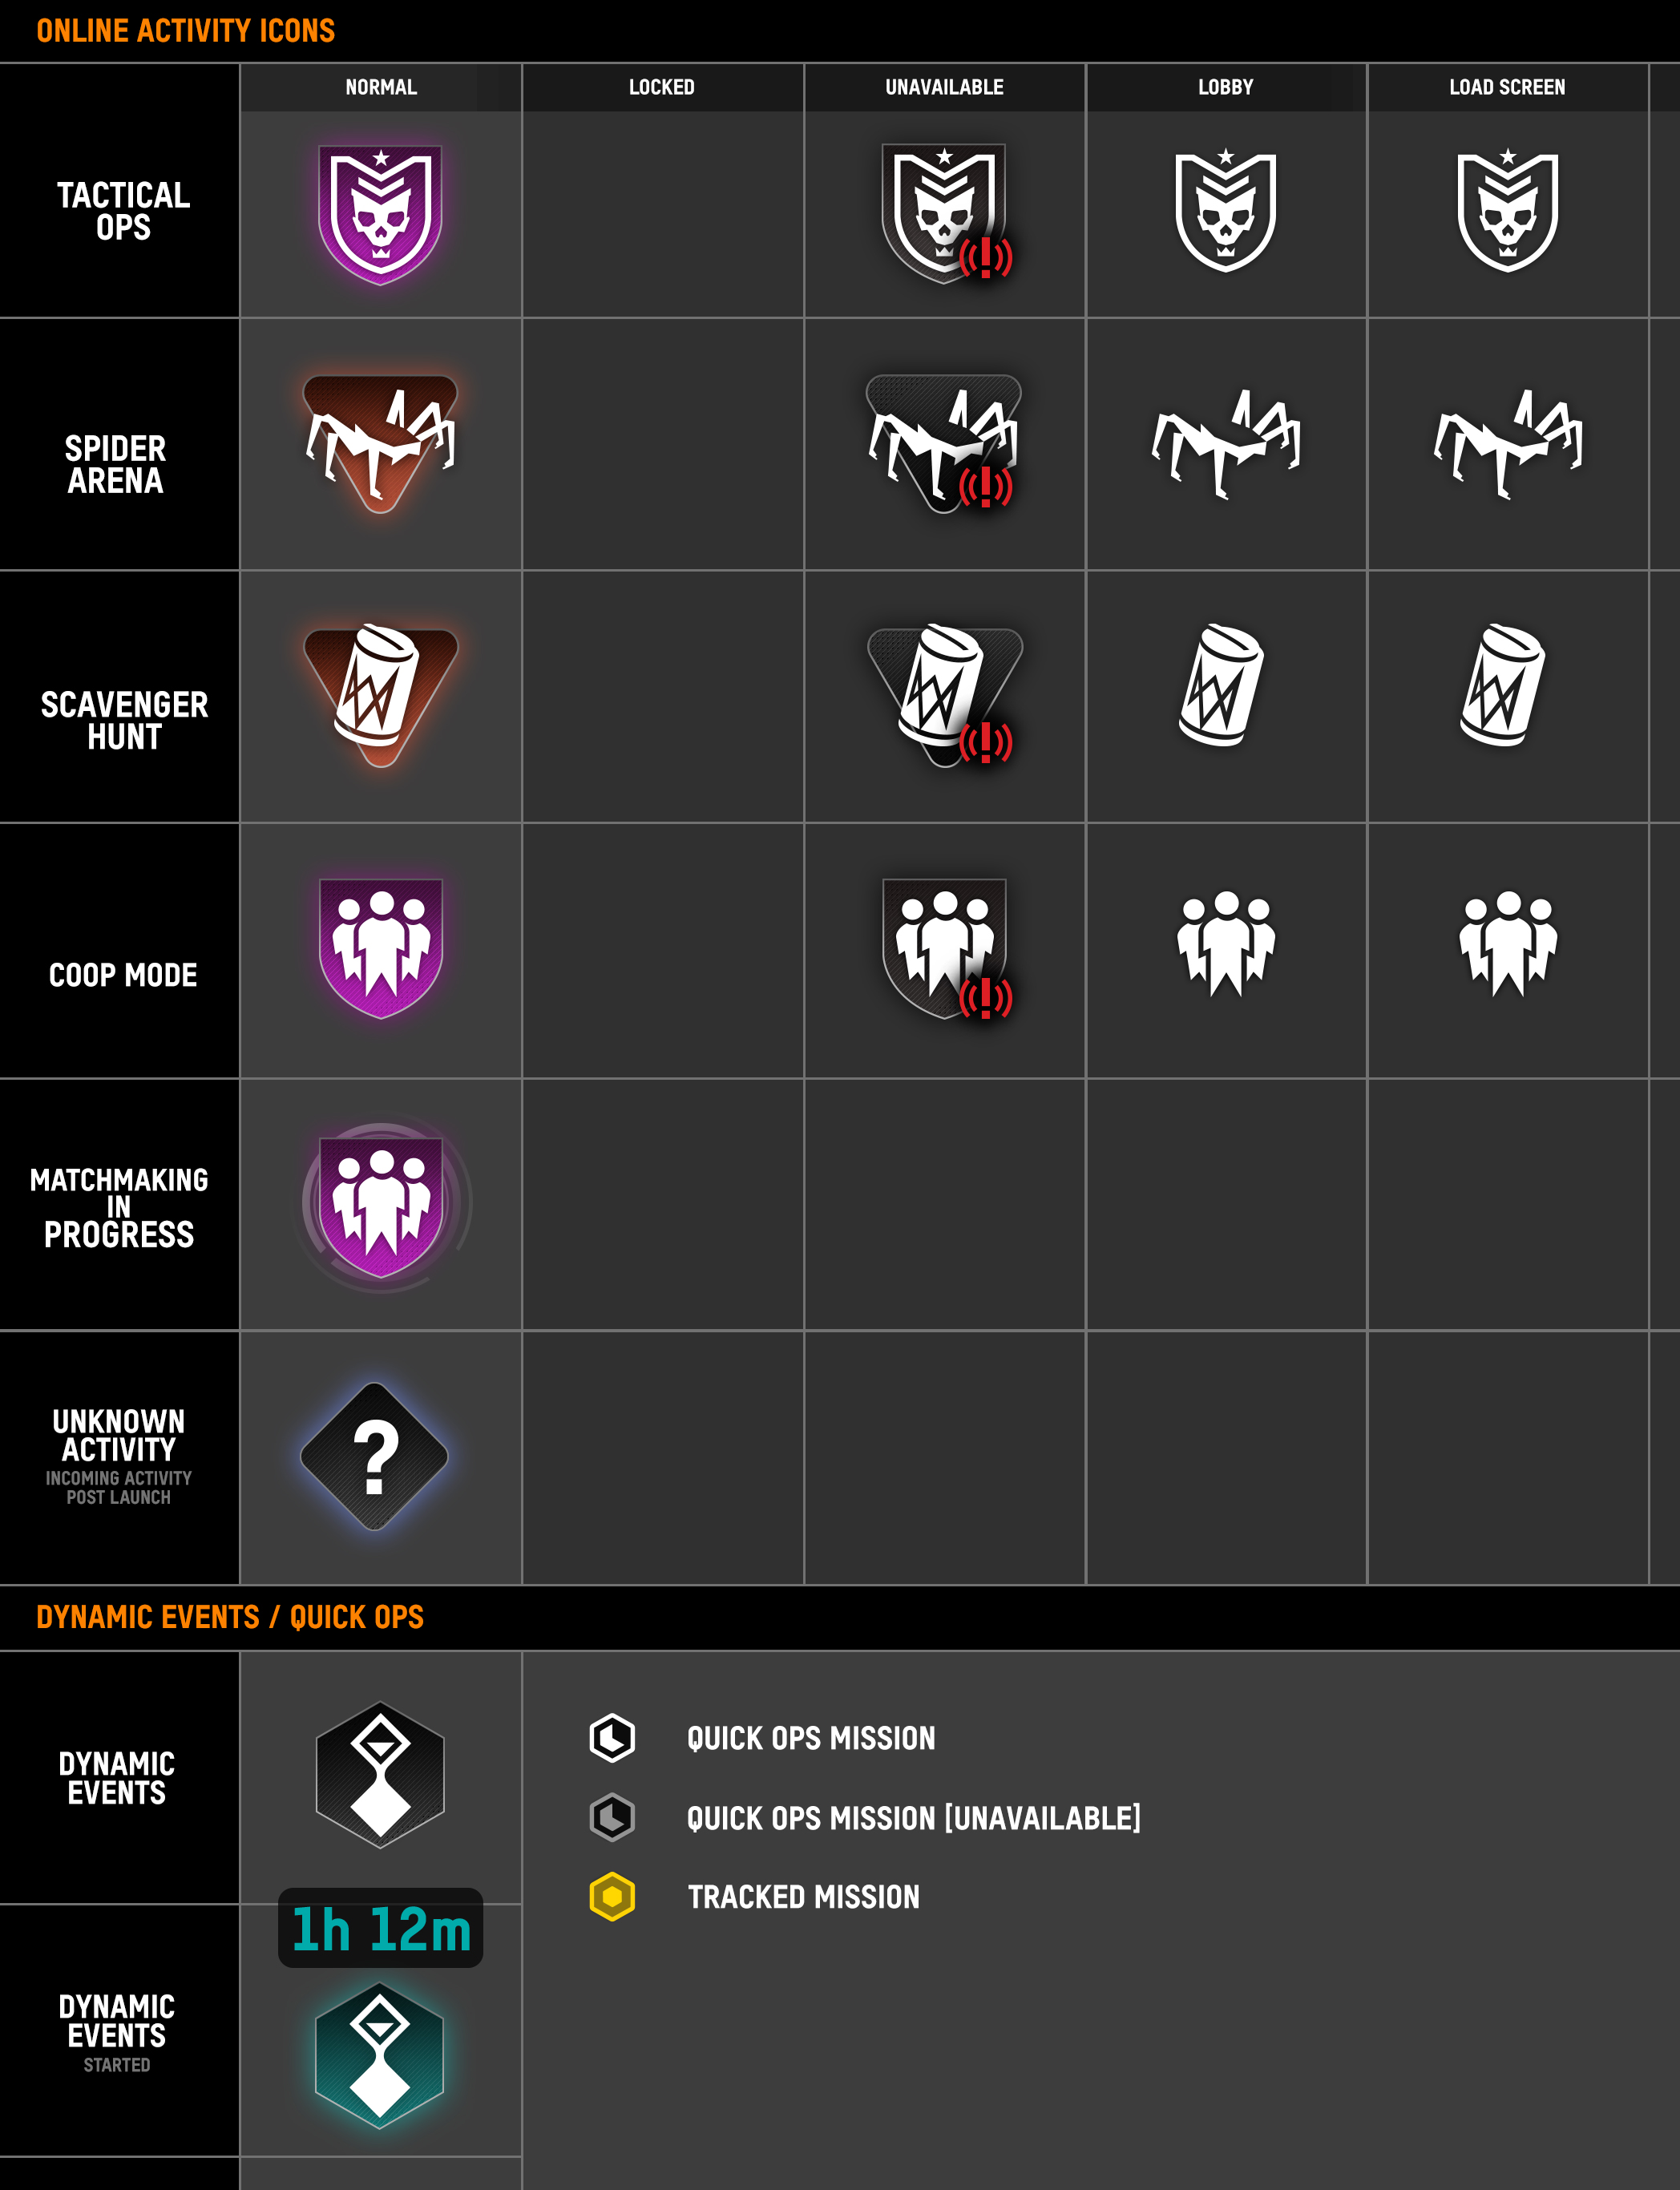 ONLINE ACTIVITY ICONS
NORMAL
LOCKED
UNAVAILABLE
LOBBY
LOAD SCREEN
TACTICAL
OPS
SPIDER
ARENA
SCAVENGER
HUNT
COOP MODE
MATCHMAKING
IN
PROGRESS
UNKNOWN
ACTIVITY
INCOMING ACTIVITY
POST LAUNCH
?
DYNAMIC EVENTS / QUICK OPS
DYNAMIC
EVENTS
QUICK OPS MISSION
QUICK OPS MISSION [UNAVAILABLE]
TRACKED MISSION
1h 12m
DYNAMIC
EVENTS
STARTED